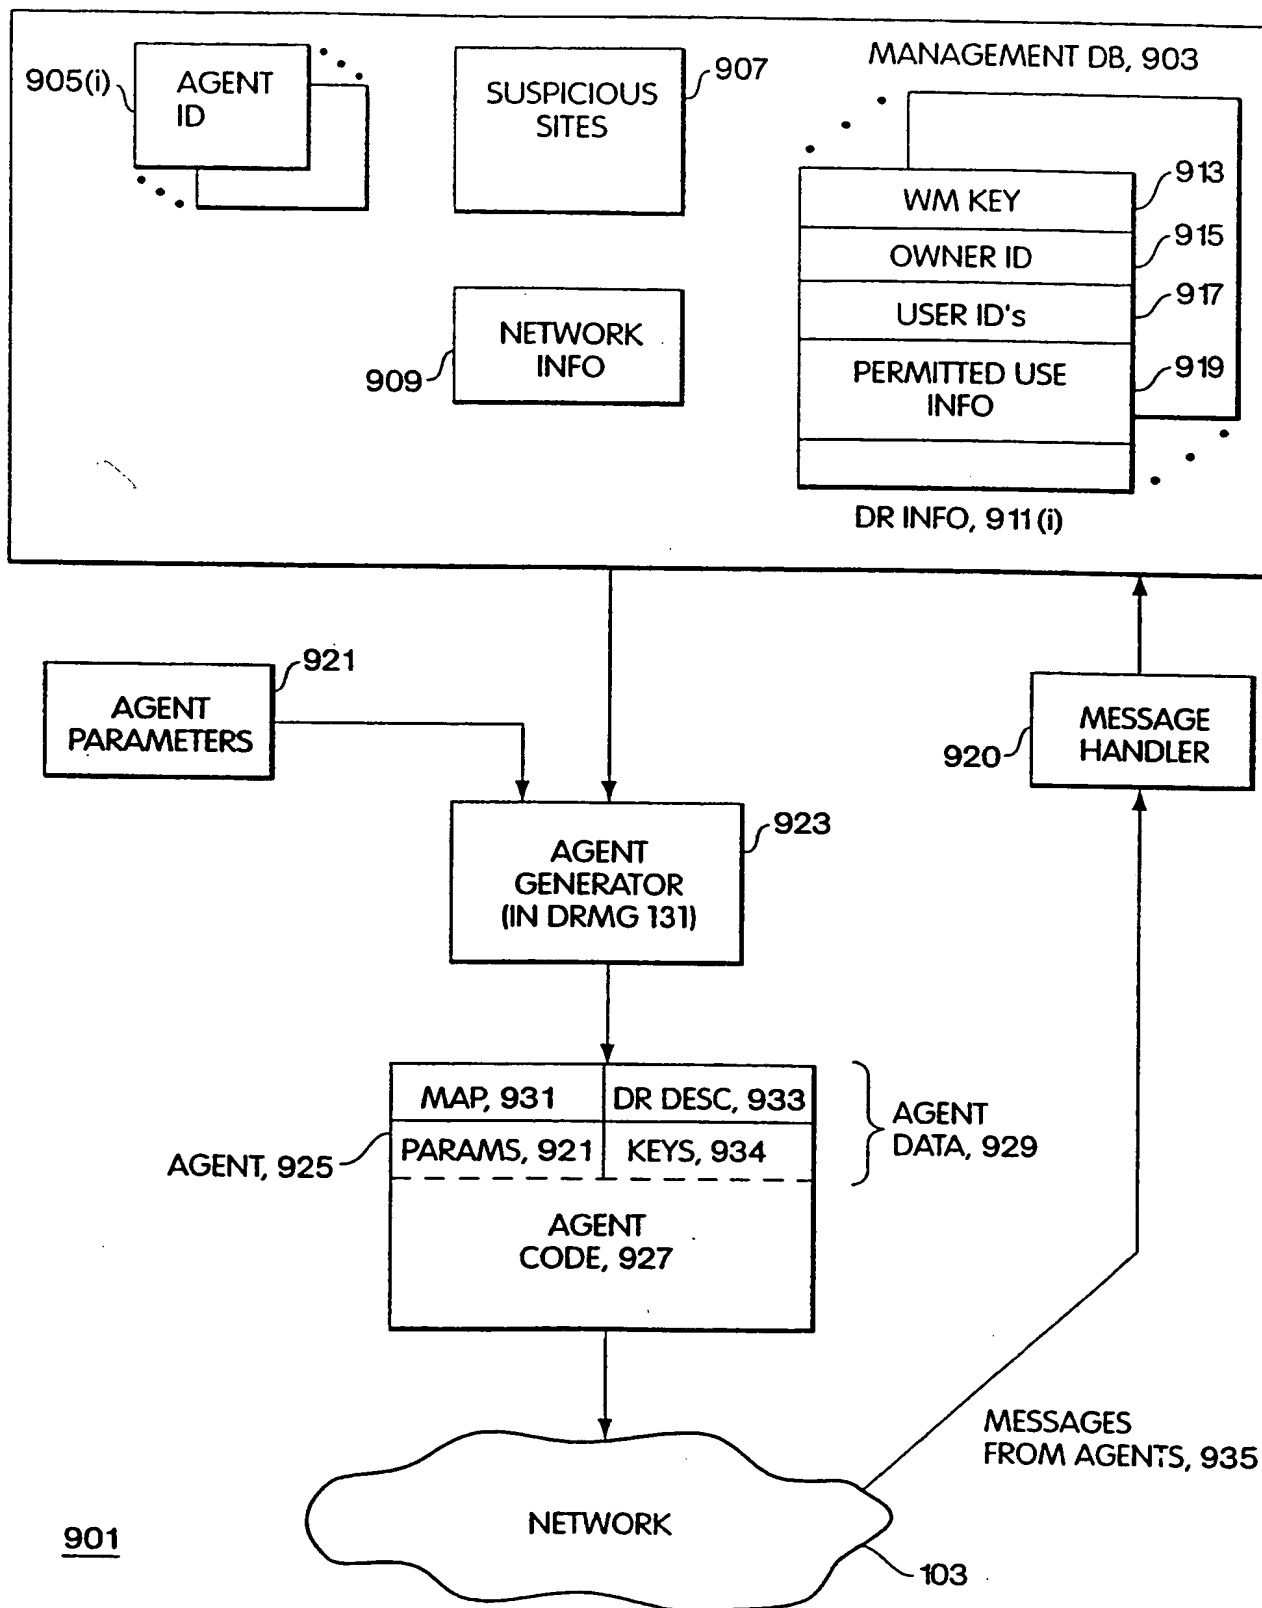 MANAGEMENT DB, 903
905(i)
AGENT
ID
SUSPICIOUS
SITES
907
NETWORK
INFO
909
WM KEY
913
OWNER ID
915
USER ID's
917
PERMITTED USE
INFO
919
DR INFO, 911(i)
AGENT
PARAMETERS
921
MESSAGE
HANDLER
920
AGENT
GENERATOR
(IN DRMG 131)
923
MAP, 931
DR DESC, 933
PARAMS, 921
KEYS, 934
AGENT
DATA, 929
AGENT, 925
AGENT
CODE, 927
MESSAGES
FROM AGENTS, 935
NETWORK
103
901